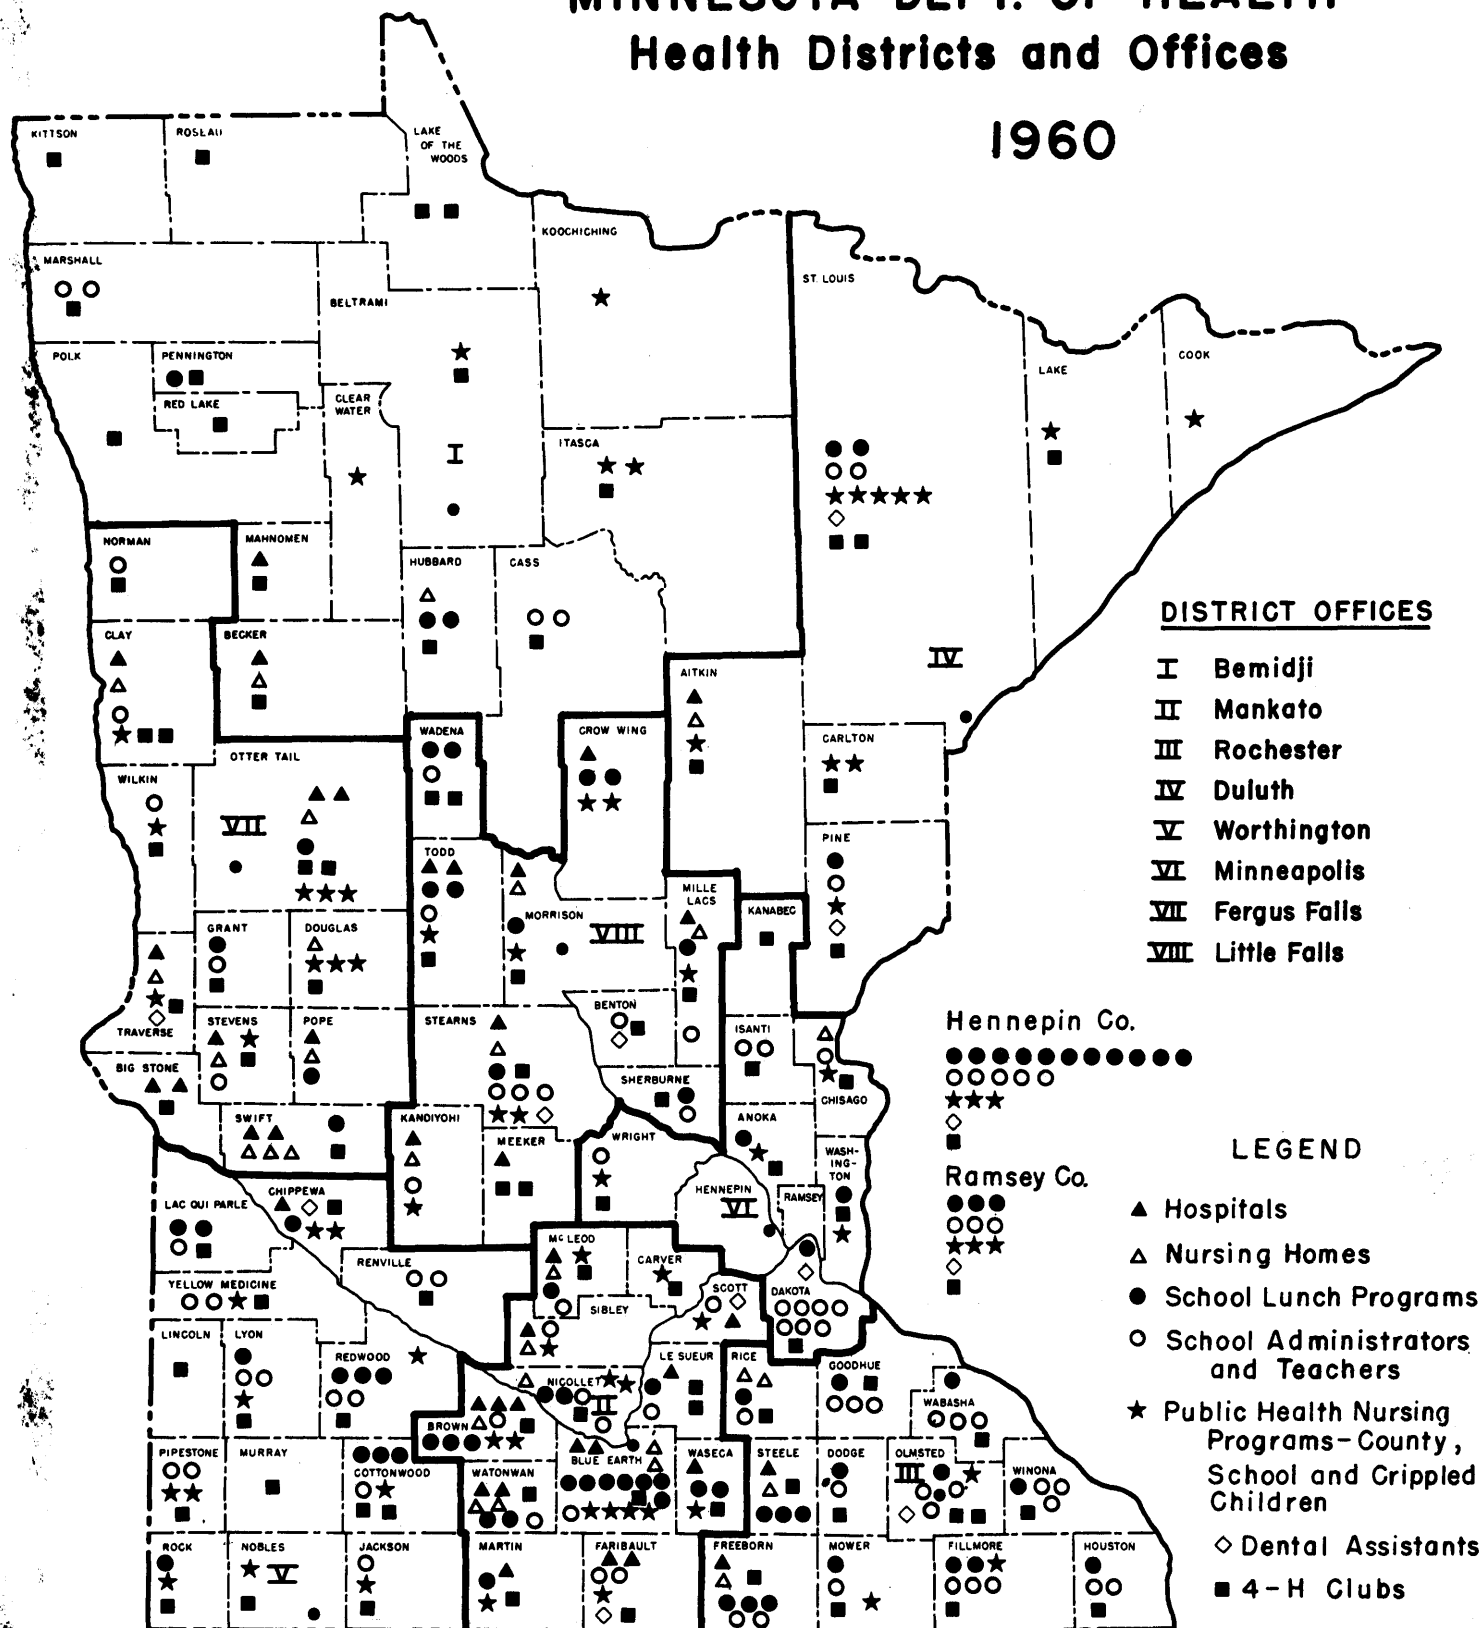 MINNESOTA DEPT. OF HEALTH
Health Districts and Offices
1960
KITTSON
ROSEAU
LAKE
OF THE
WOODS
KOOCHICHING
MARSHALL
BELTRAMI
ST. LOUIS
POLK
PENNINGTON
RED LAKE
CLEAR
WATER
LAKE
COOK
ITASCA
I
NORMAN
MAHNOMEN
HUBBARD
CASS
CLAY
BECKER
IV
AITKIN
WADENA
CROW WING
CARLTON
OTTER TAIL
WILKIN
VII
TODD
PINE
MORRISON
VIII
MILLE
LACS
KANABEC
GRANT
DOUGLAS
TRAVERSE
STEVENS
POPE
STEARNS
BENTON
ISANTI
BIG STONE
SHERBURNE
CHISAGO
SWIFT
KANDIYOHI
MEEKER
WRIGHT
ANOKA
WASH-
ING-
TON
HENNEPIN
VI
RAMSEY
LAC QUI PARLE
CHIPPEWA
RENVILLE
McLEOD
CARVER
YELLOW MEDICINE
SIBLEY
SCOTT
DAKOTA
LINCOLN
LYON
REDWOOD
NICOLLET
II
LE SUEUR
RICE
GOODHUE
WABASHA
BROWN
PIPESTONE
MURRAY
COTTONWOOD
WATONWAN
BLUE EARTH
WASECA
STEELE
DODGE
OLMSTED
III
WINONA
ROCK
NOBLES
V
JACKSON
MARTIN
FARIBAULT
FREEBORN
MOWER
FILLMORE
HOUSTON
DISTRICT OFFICES
I Bemidji
II Mankato
III Rochester
IV Duluth
V Worthington
VI Minneapolis
VII Fergus Falls
VIII Little Falls
Hennepin Co.
Ramsey Co.
LEGEND
▲ Hospitals
△ Nursing Homes
● School Lunch Programs
○ School Administrators
and Teachers
★ Public Health Nursing
Programs-County,
School and Crippled
Children
◇ Dental Assistants
■ 4-H Clubs